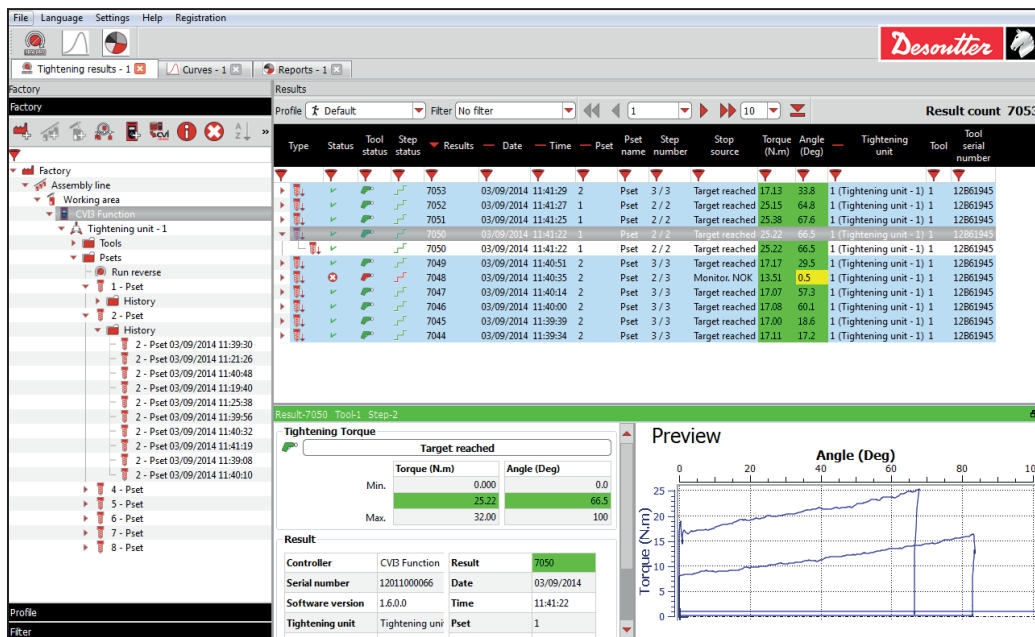 File Language Settings Help Registration
Desoutter
Tightening results - 1 Curves - 1 Reports - 1
Factory
Factory
CVI
A
Z
»
Factory
Assembly line
Working area
CVI3 Function
Tightening unit - 1
Tools
Psets
Run reverse
1 - Pset
History
2 - Pset
History
2 - Pset 03/09/2014 11:39:30
2 - Pset 03/09/2014 11:21:26
2 - Pset 03/09/2014 11:40:48
2 - Pset 03/09/2014 11:19:40
2 - Pset 03/09/2014 11:25:38
2 - Pset 03/09/2014 11:39:56
2 - Pset 03/09/2014 11:40:32
2 - Pset 03/09/2014 11:41:19
2 - Pset 03/09/2014 11:39:08
2 - Pset 03/09/2014 11:40:10
4 - Pset
5 - Pset
6 - Pset
7 - Pset
8 - Pset
Profile
Filter
Results
Profile Default Filter No filter 1 10 Result count 7053
Type Status Tool status Step status Results Date Time Pset Pset name Step number Stop source Torque (N.m) Angle (Deg) Tightening unit Tool Tool serial number
7053 03/09/2014 11:41:29 2 Pset 3 / 3 Target reached 17.13 33.8 1 (Tightening unit - 1) 1 12B61945
7052 03/09/2014 11:41:27 1 Pset 2 / 2 Target reached 25.15 64.8 1 (Tightening unit - 1) 1 12B61945
7051 03/09/2014 11:41:25 1 Pset 2 / 2 Target reached 25.38 67.6 1 (Tightening unit - 1) 1 12B61945
7050 03/09/2014 11:41:22 1 Pset 2 / 2 Target reached 25.22 66.5 1 (Tightening unit - 1) 1 12B61945
7050 03/09/2014 11:41:22 1 Pset 2 / 2 Target reached 25.22 66.5 1 (Tightening unit - 1) 1 12B61945
7049 03/09/2014 11:40:51 2 Pset 3 / 3 Target reached 17.17 29.5 1 (Tightening unit - 1) 1 12B61945
7048 03/09/2014 11:40:35 2 Pset 2 / 3 Monitor. NOK 13.51 0.5 1 (Tightening unit - 1) 1 12B61945
7047 03/09/2014 11:40:14 2 Pset 3 / 3 Target reached 17.07 57.3 1 (Tightening unit - 1) 1 12B61945
7046 03/09/2014 11:40:00 2 Pset 3 / 3 Target reached 17.08 60.1 1 (Tightening unit - 1) 1 12B61945
7045 03/09/2014 11:39:39 2 Pset 3 / 3 Target reached 17.00 18.6 1 (Tightening unit - 1) 1 12B61945
7044 03/09/2014 11:39:34 2 Pset 3 / 3 Target reached 17.11 17.2 1 (Tightening unit - 1) 1 12B61945
Result-7050 Tool-1 Step-2
Tightening Torque
Target reached
Torque (N.m) Angle (Deg)
Min. 0.000 0.0
25.22 66.5
Max. 32.00 100
Result
Controller CVI3 Function Result 7050
Serial number 12011000066 Date 03/09/2014
Software version 1.6.0.0 Time 11:41:22
Tightening unit Tightening uni Pset 1
Preview
Angle (Deg)
0 20 40 60 80 10
Torque (N.m)
25
20
15
10
5
0